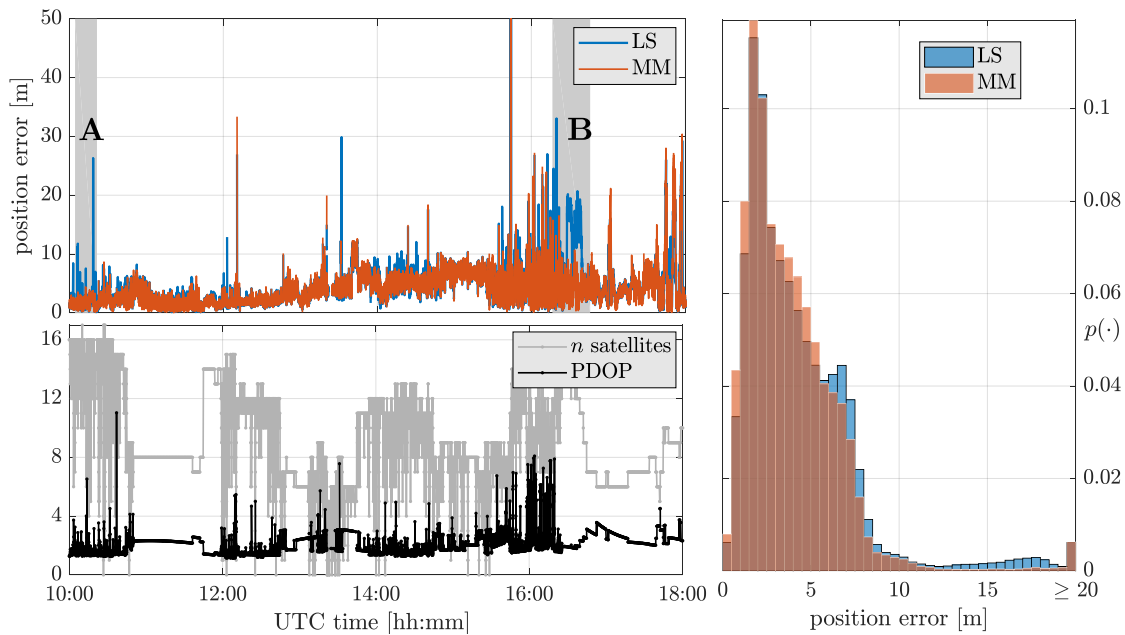 50
40
30
20
10
0
position error [m]
A
B
LS
MM
16
12
8
4
0
n satellites
PDOP
10:00
12:00
14:00
16:00
18:00
UTC time [hh:mm]
LS
MM
0.1
0.08
0.06
p(·)
0.04
0.02
0
0
5
10
15
≥ 20
position error [m]